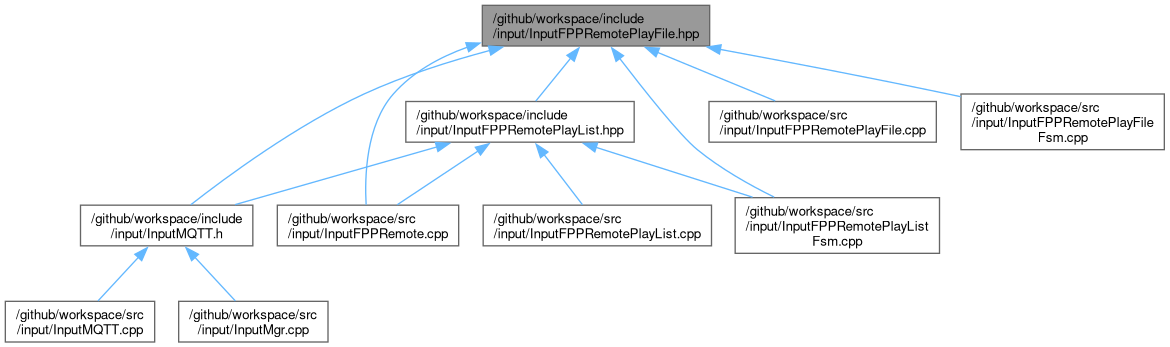 /github/workspace/include
/input/InputFPPRemotePlayFile.hpp
/github/workspace/include
/input/InputFPPRemotePlayList.hpp
/github/workspace/src
/input/InputFPPRemotePlayFile.cpp
/github/workspace/src
/input/InputFPPRemotePlayFile
Fsm.cpp
/github/workspace/include
/input/InputMQTT.h
/github/workspace/src
/input/InputFPPRemote.cpp
/github/workspace/src
/input/InputFPPRemotePlayList.cpp
/github/workspace/src
/input/InputFPPRemotePlayList
Fsm.cpp
/github/workspace/src
/input/InputMQTT.cpp
/github/workspace/src
/input/InputMgr.cpp